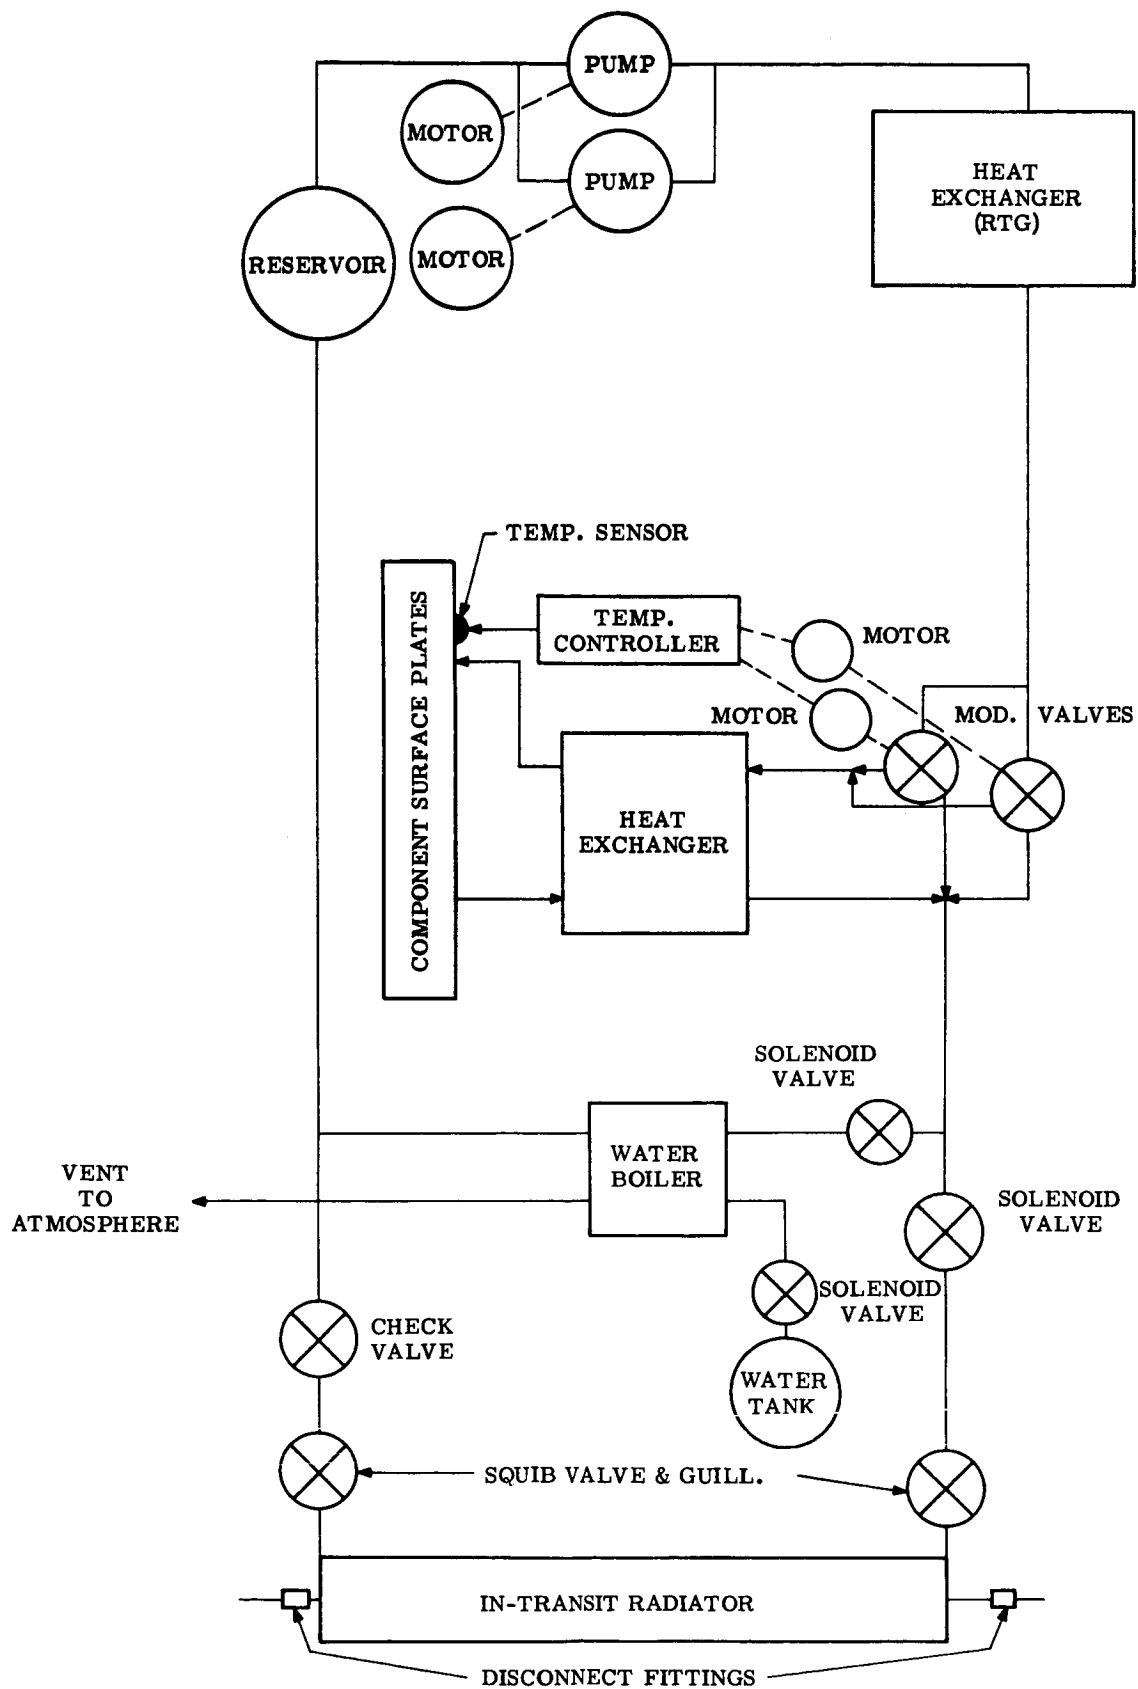 PUMP
MOTOR
PUMP
MOTOR
RESERVOIR
HEAT
EXCHANGER
(RTG)
TEMP. SENSOR
COMPONENT SURFACE PLATES
TEMP.
CONTROLLER
MOTOR
MOTOR
MOD. VALVES
HEAT
EXCHANGER
SOLENOID
VALVE
WATER
BOILER
VENT
TO
ATMOSPHERE
SOLENOID
VALVE
SOLENOID
VALVE
CHECK
VALVE
WATER
TANK
SQUIB VALVE & GUILL.
IN-TRANSIT RADIATOR
DISCONNECT FITTINGS